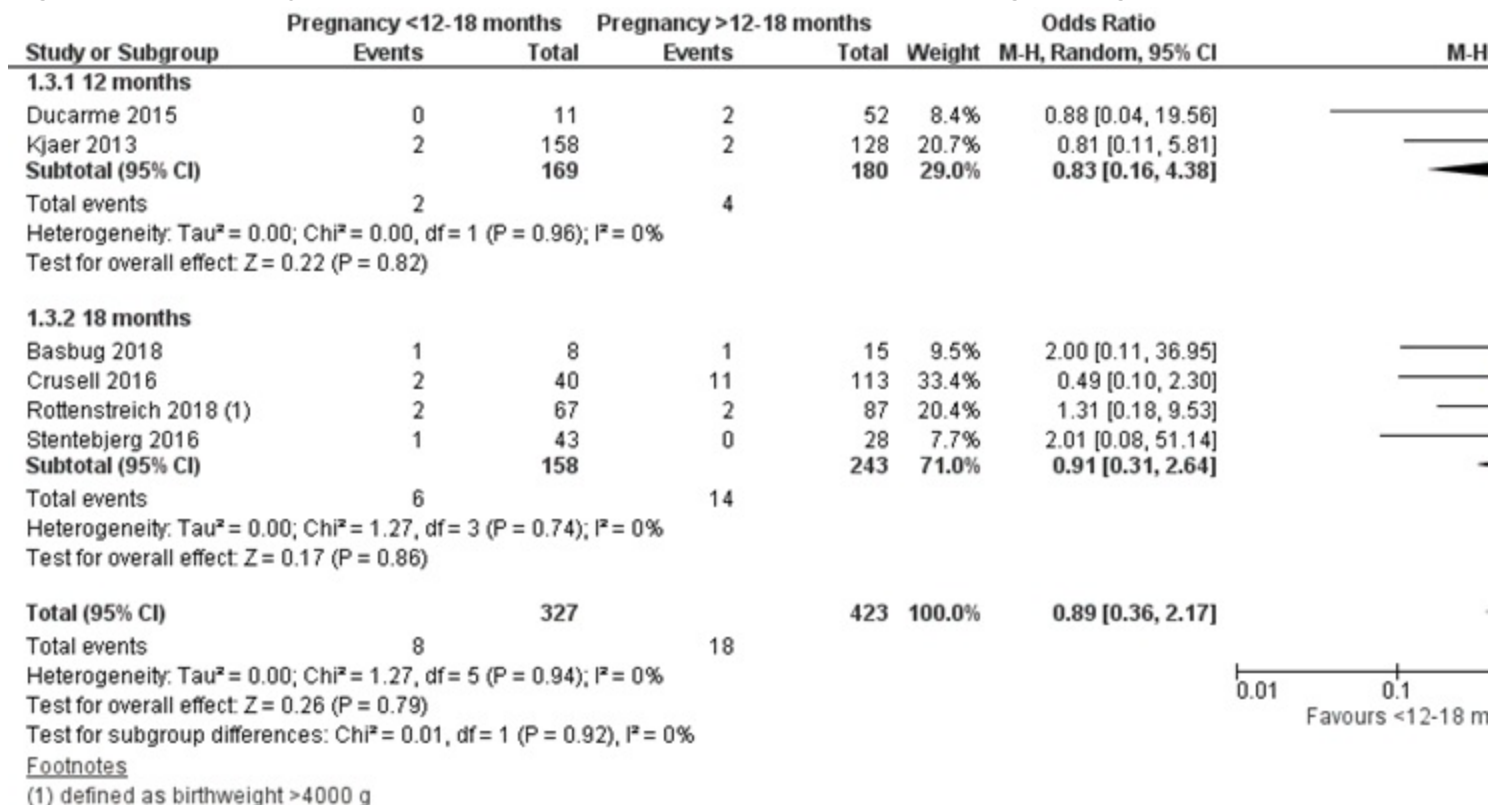 Pregnancy <12-18 months Pregnancy >12-18 months Odds Ratio
Study or Subgroup Events Total Events Total Weight M-H, Random, 95% CI M-H
1.3.1 12 months
Ducarme 2015 0 11 2 52 8.4% 0.88 [0.04, 19.56]
Kjaer 2013 2 158 2 128 20.7% 0.81 [0.11, 5.81]
Subtotal (95% CI) 169 180 29.0% 0.83 [0.16, 4.38]
Total events 2 4
Heterogeneity: Tau² = 0.00; Chi² = 0.00, df = 1 (P = 0.96); I² = 0%
Test for overall effect: Z = 0.22 (P = 0.82)
1.3.2 18 months
Basbug 2018 1 8 1 15 9.5% 2.00 [0.11, 36.95]
Crusell 2016 2 40 11 113 33.4% 0.49 [0.10, 2.30]
Rottenstreich 2018 (1) 2 67 2 87 20.4% 1.31 [0.18, 9.53]
Stentebjerg 2016 1 43 0 28 7.7% 2.01 [0.08, 51.14]
Subtotal (95% CI) 158 243 71.0% 0.91 [0.31, 2.64]
Total events 6 14
Heterogeneity: Tau² = 0.00; Chi² = 1.27, df = 3 (P = 0.74); I² = 0%
Test for overall effect: Z = 0.17 (P = 0.86)
Total (95% CI) 327 423 100.0% 0.89 [0.36, 2.17]
Total events 8 18
Heterogeneity: Tau² = 0.00; Chi² = 1.27, df = 5 (P = 0.94); I² = 0%
0.01 0.1
Test for overall effect: Z = 0.26 (P = 0.79)
Favours <12-18 m
Test for subgroup differences: Chi² = 0.01, df = 1 (P = 0.92), I² = 0%
Footnotes
(1) defined as birthweight >4000 g